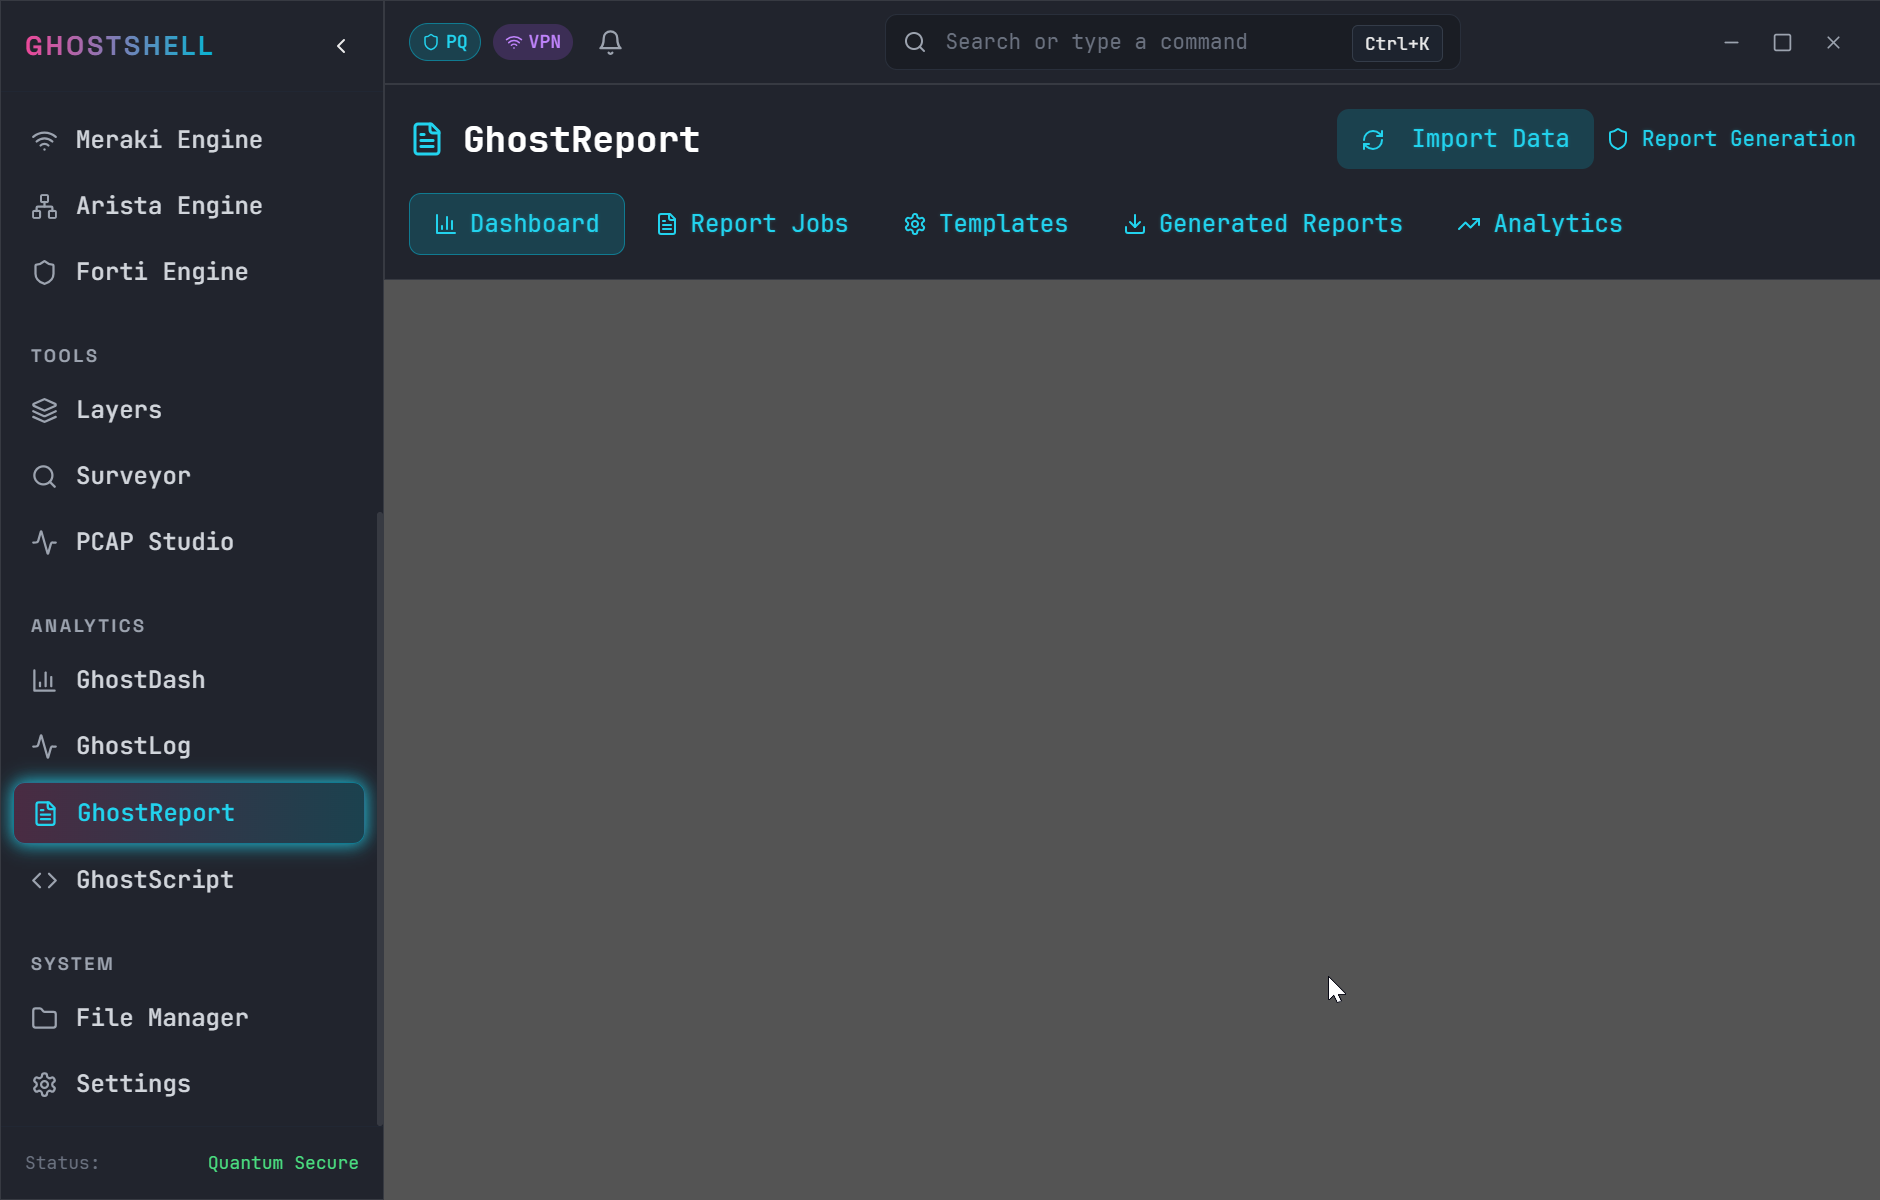 GHOSTSHELL
Meraki Engine
Arista Engine
Forti Engine
TOOLS
Layers
Surveyor
PCAP Studio
ANALYTICS
GhostDash
GhostLog
GhostReport
GhostScript
SYSTEM
File Manager
Settings
Status: Quantum Secure
PQ VPN Search or type a command Ctrl+K
GhostReport Import Data Report Generation
Dashboard Report Jobs Templates Generated Reports Analytics